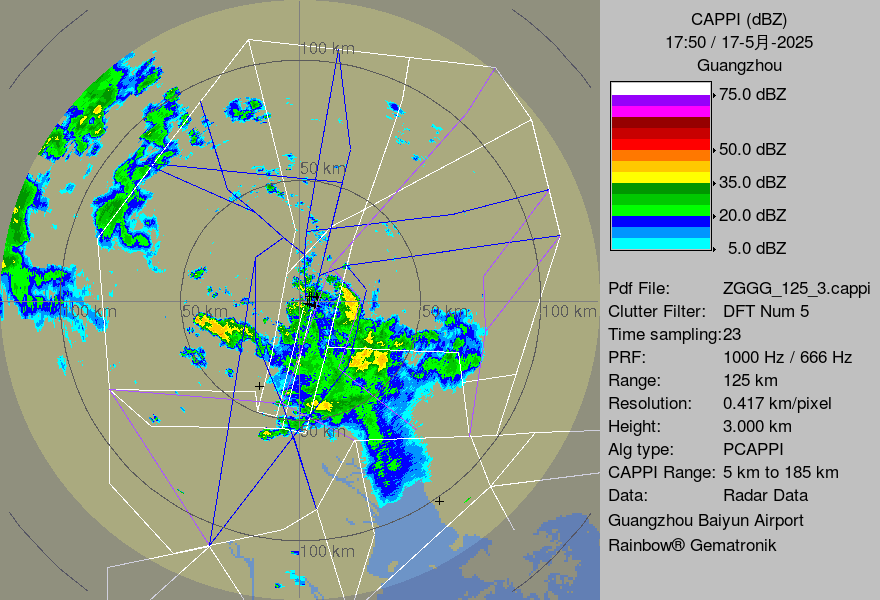 CAPPI (dBZ)
17:50 / 17-5月-2025
Guangzhou
75.0 dBZ
50.0 dBZ
35.0 dBZ
20.0 dBZ
5.0 dBZ
Pdf File: ZGGG_125_3.cappi
Clutter Filter: DFT Num 5
Time sampling:23
PRF: 1000 Hz / 666 Hz
Range: 125 km
Resolution: 0.417 km/pixel
Height: 3.000 km
Alg type: PCAPPI
CAPPI Range: 5 km to 185 km
Data: Radar Data
Guangzhou Baiyun Airport
Rainbow® Gematronik
100 km
50 km
100 km
50 km
50 km
100 km
50 km
100 km